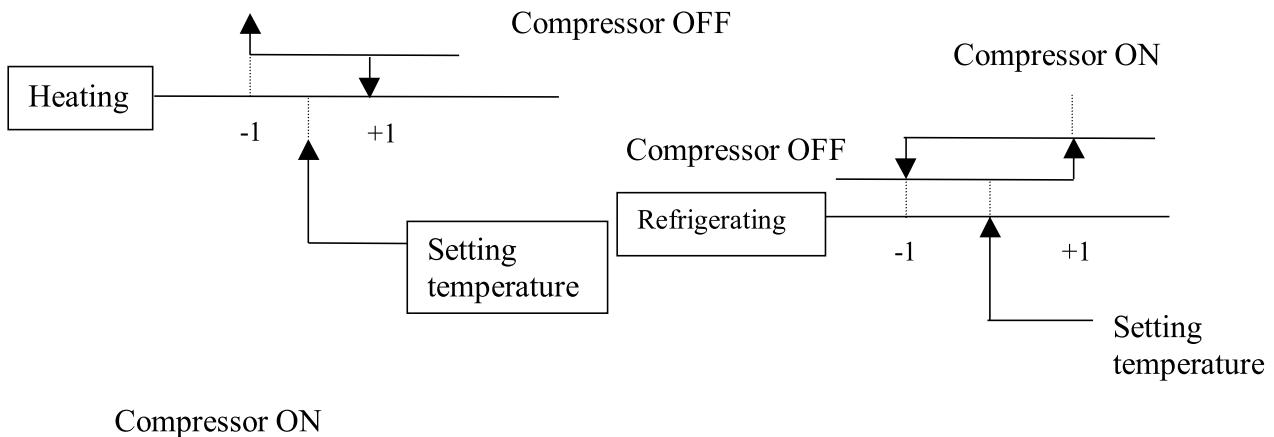 Compressor OFF
Compressor ON
Heating
-1
+1
Compressor OFF
Refrigerating
-1
+1
Setting
temperature
Setting
temperature
Compressor ON